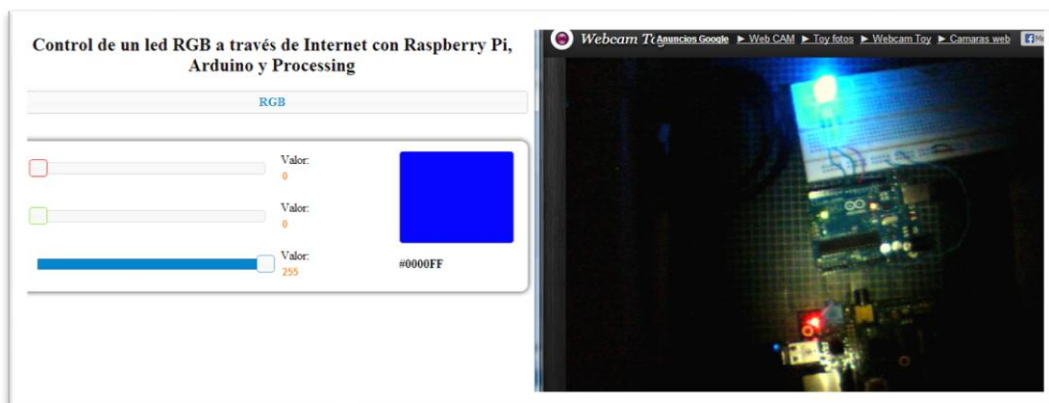 Control de un led RGB a través de Internet con Raspberry Pi,
Arduino y Processing
RGB
Valor:
0
Valor:
0
Valor:
255
#0000FF
Webcam
Anuncios Google ► Web CAM ► Toy fotos ► Webcam Toy ► Camaras web